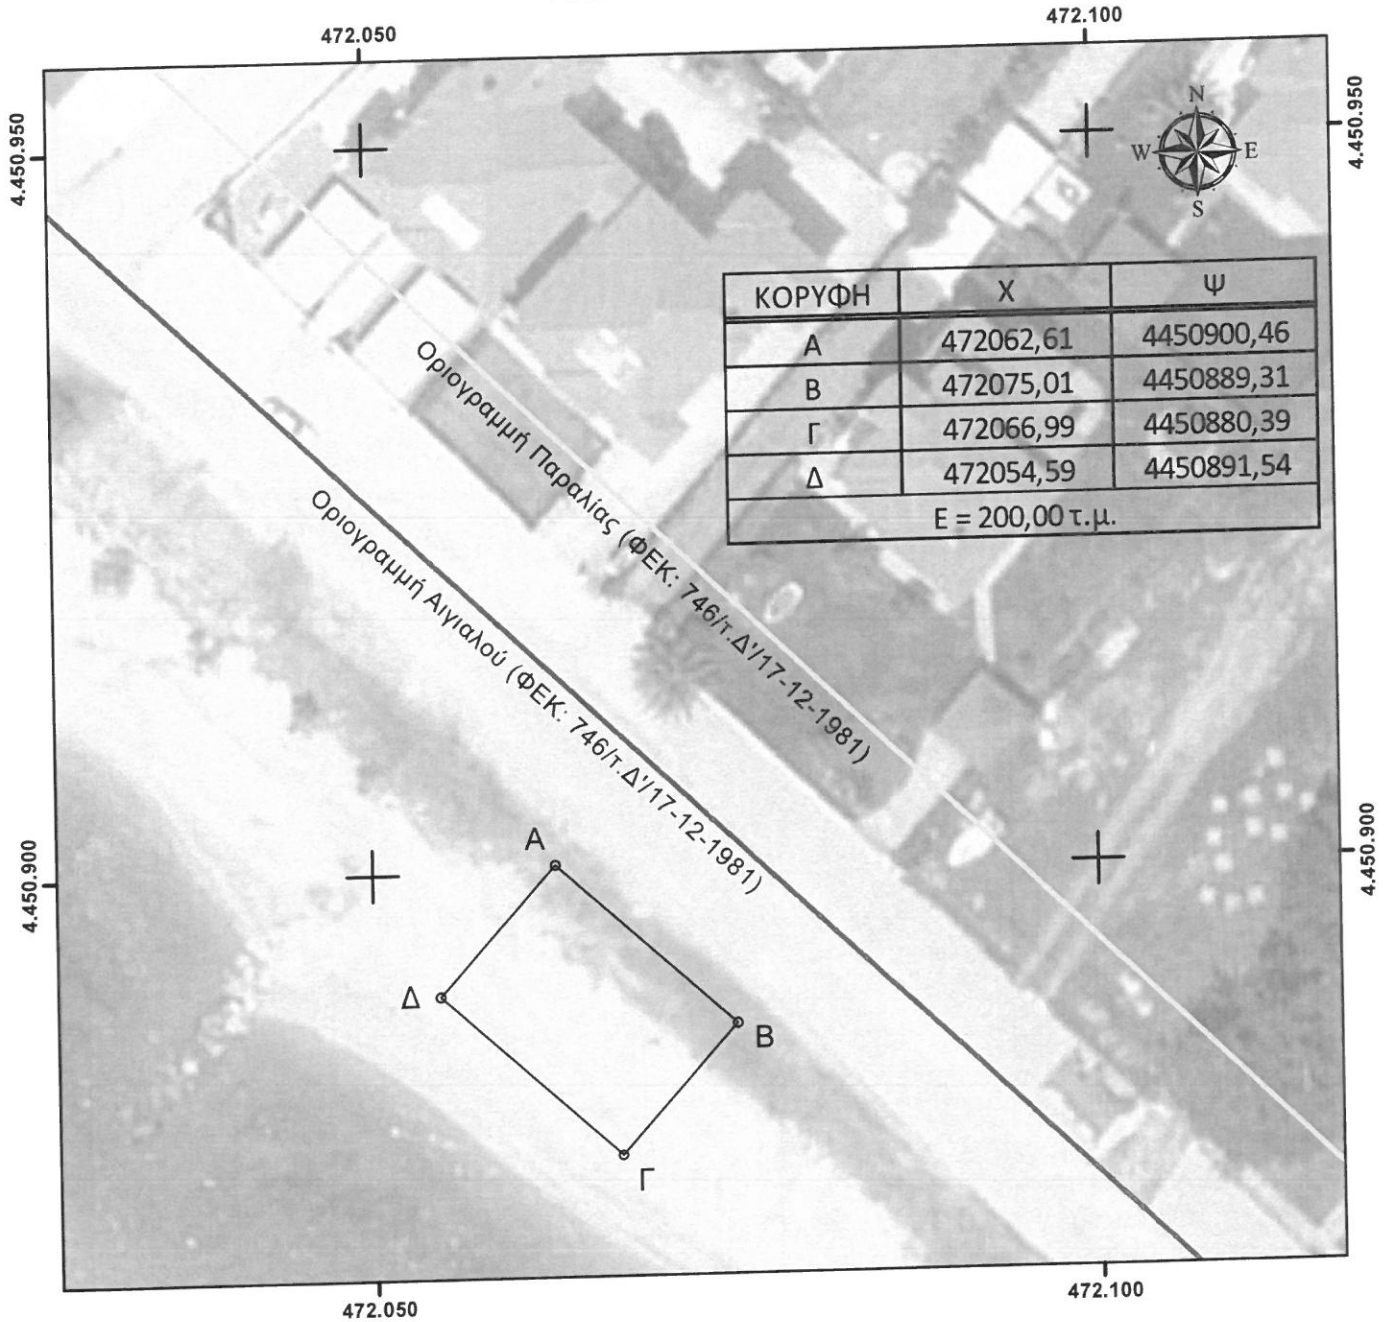 472.050
472.100
4.450.950
4.450.950
N
W E
S
ΚΟΡΥΦΗ Χ Ψ
Α 472062,61 4450900,46
Β 472075,01 4450889,31
Γ 472066,99 4450880,39
Δ 472054,59 4450891,54
Ε = 200,00 τ.μ.
Οριογραμμή Παραλίας (ΦΕΚ: 746/τ.Δ'/17-12-1981)
Οριογραμμή Αιγιαλού (ΦΕΚ: 746/τ.Δ'/17-12-1981)
4.450.900
4.450.900
Α
Δ
Β
Γ
472.050
472.100